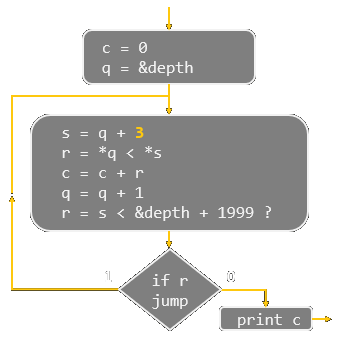 c = 0
q = &depth
s = q + 3
r = *q < *s
c = c + r
q = q + 1
r = s < &depth + 1999 ?
1
0
if r
jump
print c